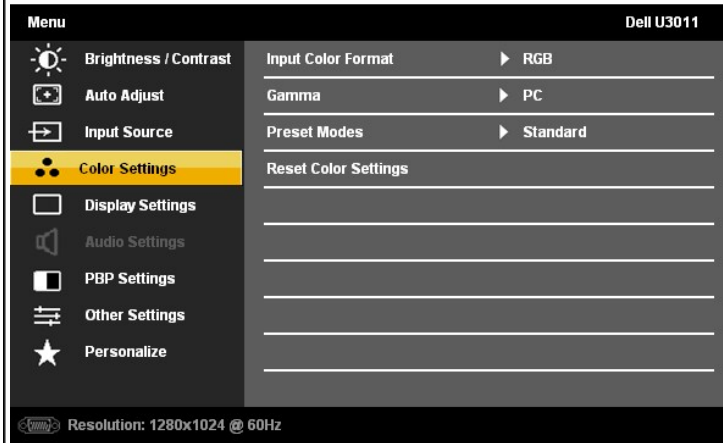 Menu Dell U3011
Brightness / Contrast Input Color Format RGB
Auto Adjust Gamma PC
Input Source Preset Modes Standard
Color Settings Reset Color Settings
Display Settings
Audio Settings
PBP Settings
Other Settings
Personalize
Resolution: 1280x1024 @ 60Hz